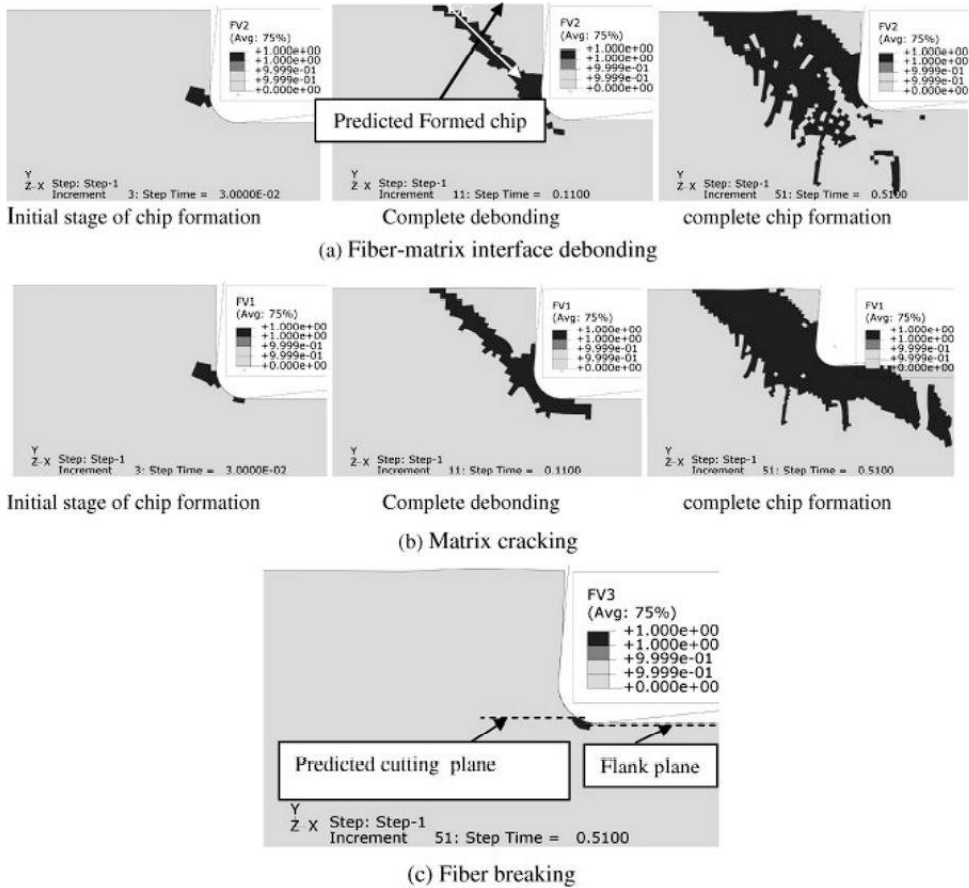 FV2
(Avg: 75%)
+1.000e+00
+1.000e+00
+9.999e-01
+9.999e-01
+0.000e+00
Y
Z X Step: Step-1
Increment 3: Step Time = 3.0000E-02
Initial stage of chip formation
FV2
(Avg: 75%)
+1.000e+00
+1.000e+00
+9.999e-01
+9.999e-01
+0.000e+00
Predicted Formed chip
Y
Z X Step: Step-1
Increment 11: Step Time = 0.1100
Complete debonding
FV2
(Avg: 75%)
+1.000e+00
+1.000e+00
+9.999e-01
+9.999e-01
+0.000e+00
Y
Z X Step: Step-1
Increment 51: Step Time = 0.5100
complete chip formation
(a) Fiber-matrix interface debonding
FV1
(Avg: 75%)
+1.000e+00
+1.000e+00
+9.999e-01
+9.999e-01
+0.000e+00
Y
Z X Step: Step-1
Increment 3: Step Time = 3.0000E-02
Initial stage of chip formation
FV1
(Avg: 75%)
+1.000e+00
+1.000e+00
+9.999e-01
+9.999e-01
+0.000e+00
Y
Z X Step: Step-1
Increment 11: Step Time = 0.1100
Complete debonding
FV1
(Avg: 75%)
+1.000e+00
+1.000e+00
+9.999e-01
+9.999e-01
+0.000e+00
Y
Z X Step: Step-1
Increment 51: Step Time = 0.5100
complete chip formation
(b) Matrix cracking
FV3
(Avg: 75%)
+1.000e+00
+1.000e+00
+9.999e-01
+9.999e-01
+0.000e+00
Predicted cutting plane
Flank plane
Y
Z X Step: Step-1
Increment 51: Step Time = 0.5100
(c) Fiber breaking